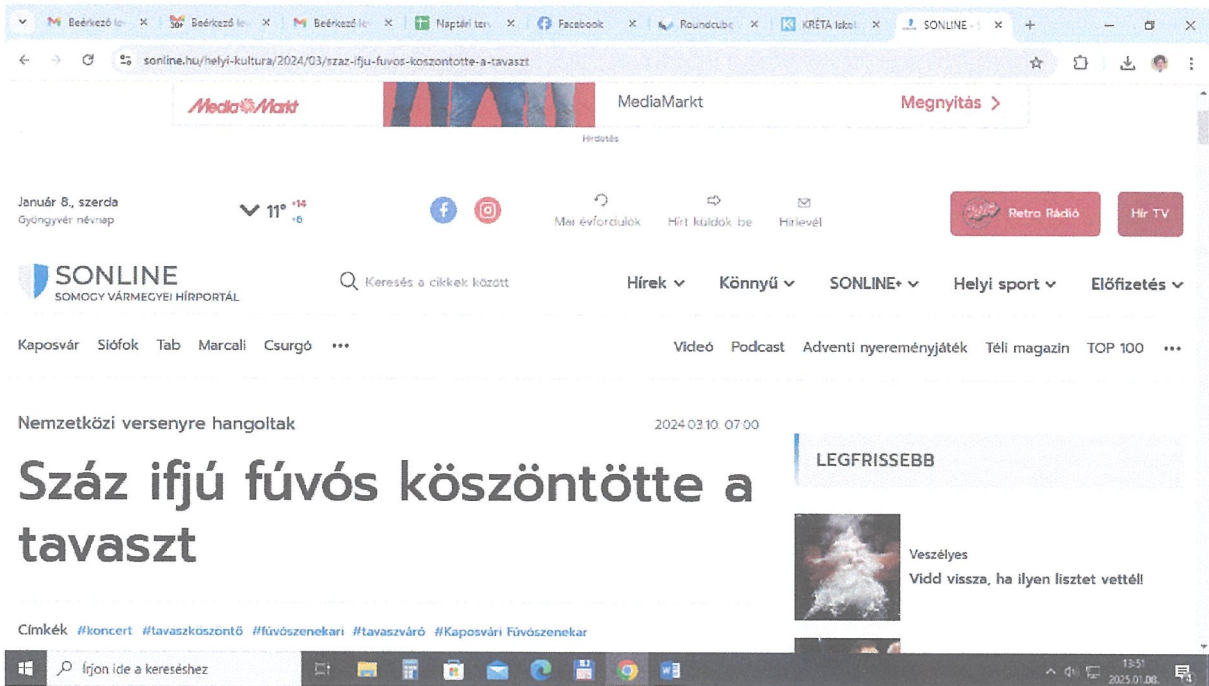 Beérkező le
Beérkező le
Beérkező le
Naptári terv
Facebook
Roundcube
KRÉTA Iskol
SONLINE - S
sonline.hu/helyi-kultura/2024/03/szaz-ifju-fuvos-koszontotte-a-tavaszt
Media Markt
MediaMarkt
Megnyitás >
Hirdetés
Január 8., szerda
Gyöngyvér névnap
11° +14
+6
Mai évfordulók
Hírt küldök be
Hírlevél
Retro Rádió
Hír TV
SONLINE
SOMOGY VÁRMEGYEI HÍRPORTÁL
Keresés a cikkek között
Hírek
Könnyű
SONLINE+
Helyi sport
Előfizetés
Kaposvár Siófok Tab Marcali Csurgó •••
Videó Podcast Adventi nyereményjáték Téli magazin TOP 100 •••
Nemzetközi versenyre hangoltak
2024.03.10. 07:00
Száz ifjú fúvós köszöntötte a
tavaszt
Címkék #koncert #tavaszköszöntő #fúvószenekari #tavaszváró #Kaposvári Fúvószenekar
LEGFRISSEBB
Veszélyes
Vidd vissza, ha ilyen lisztet vettél!
Írjon ide a kereséshez
13:51
2025.01.08.